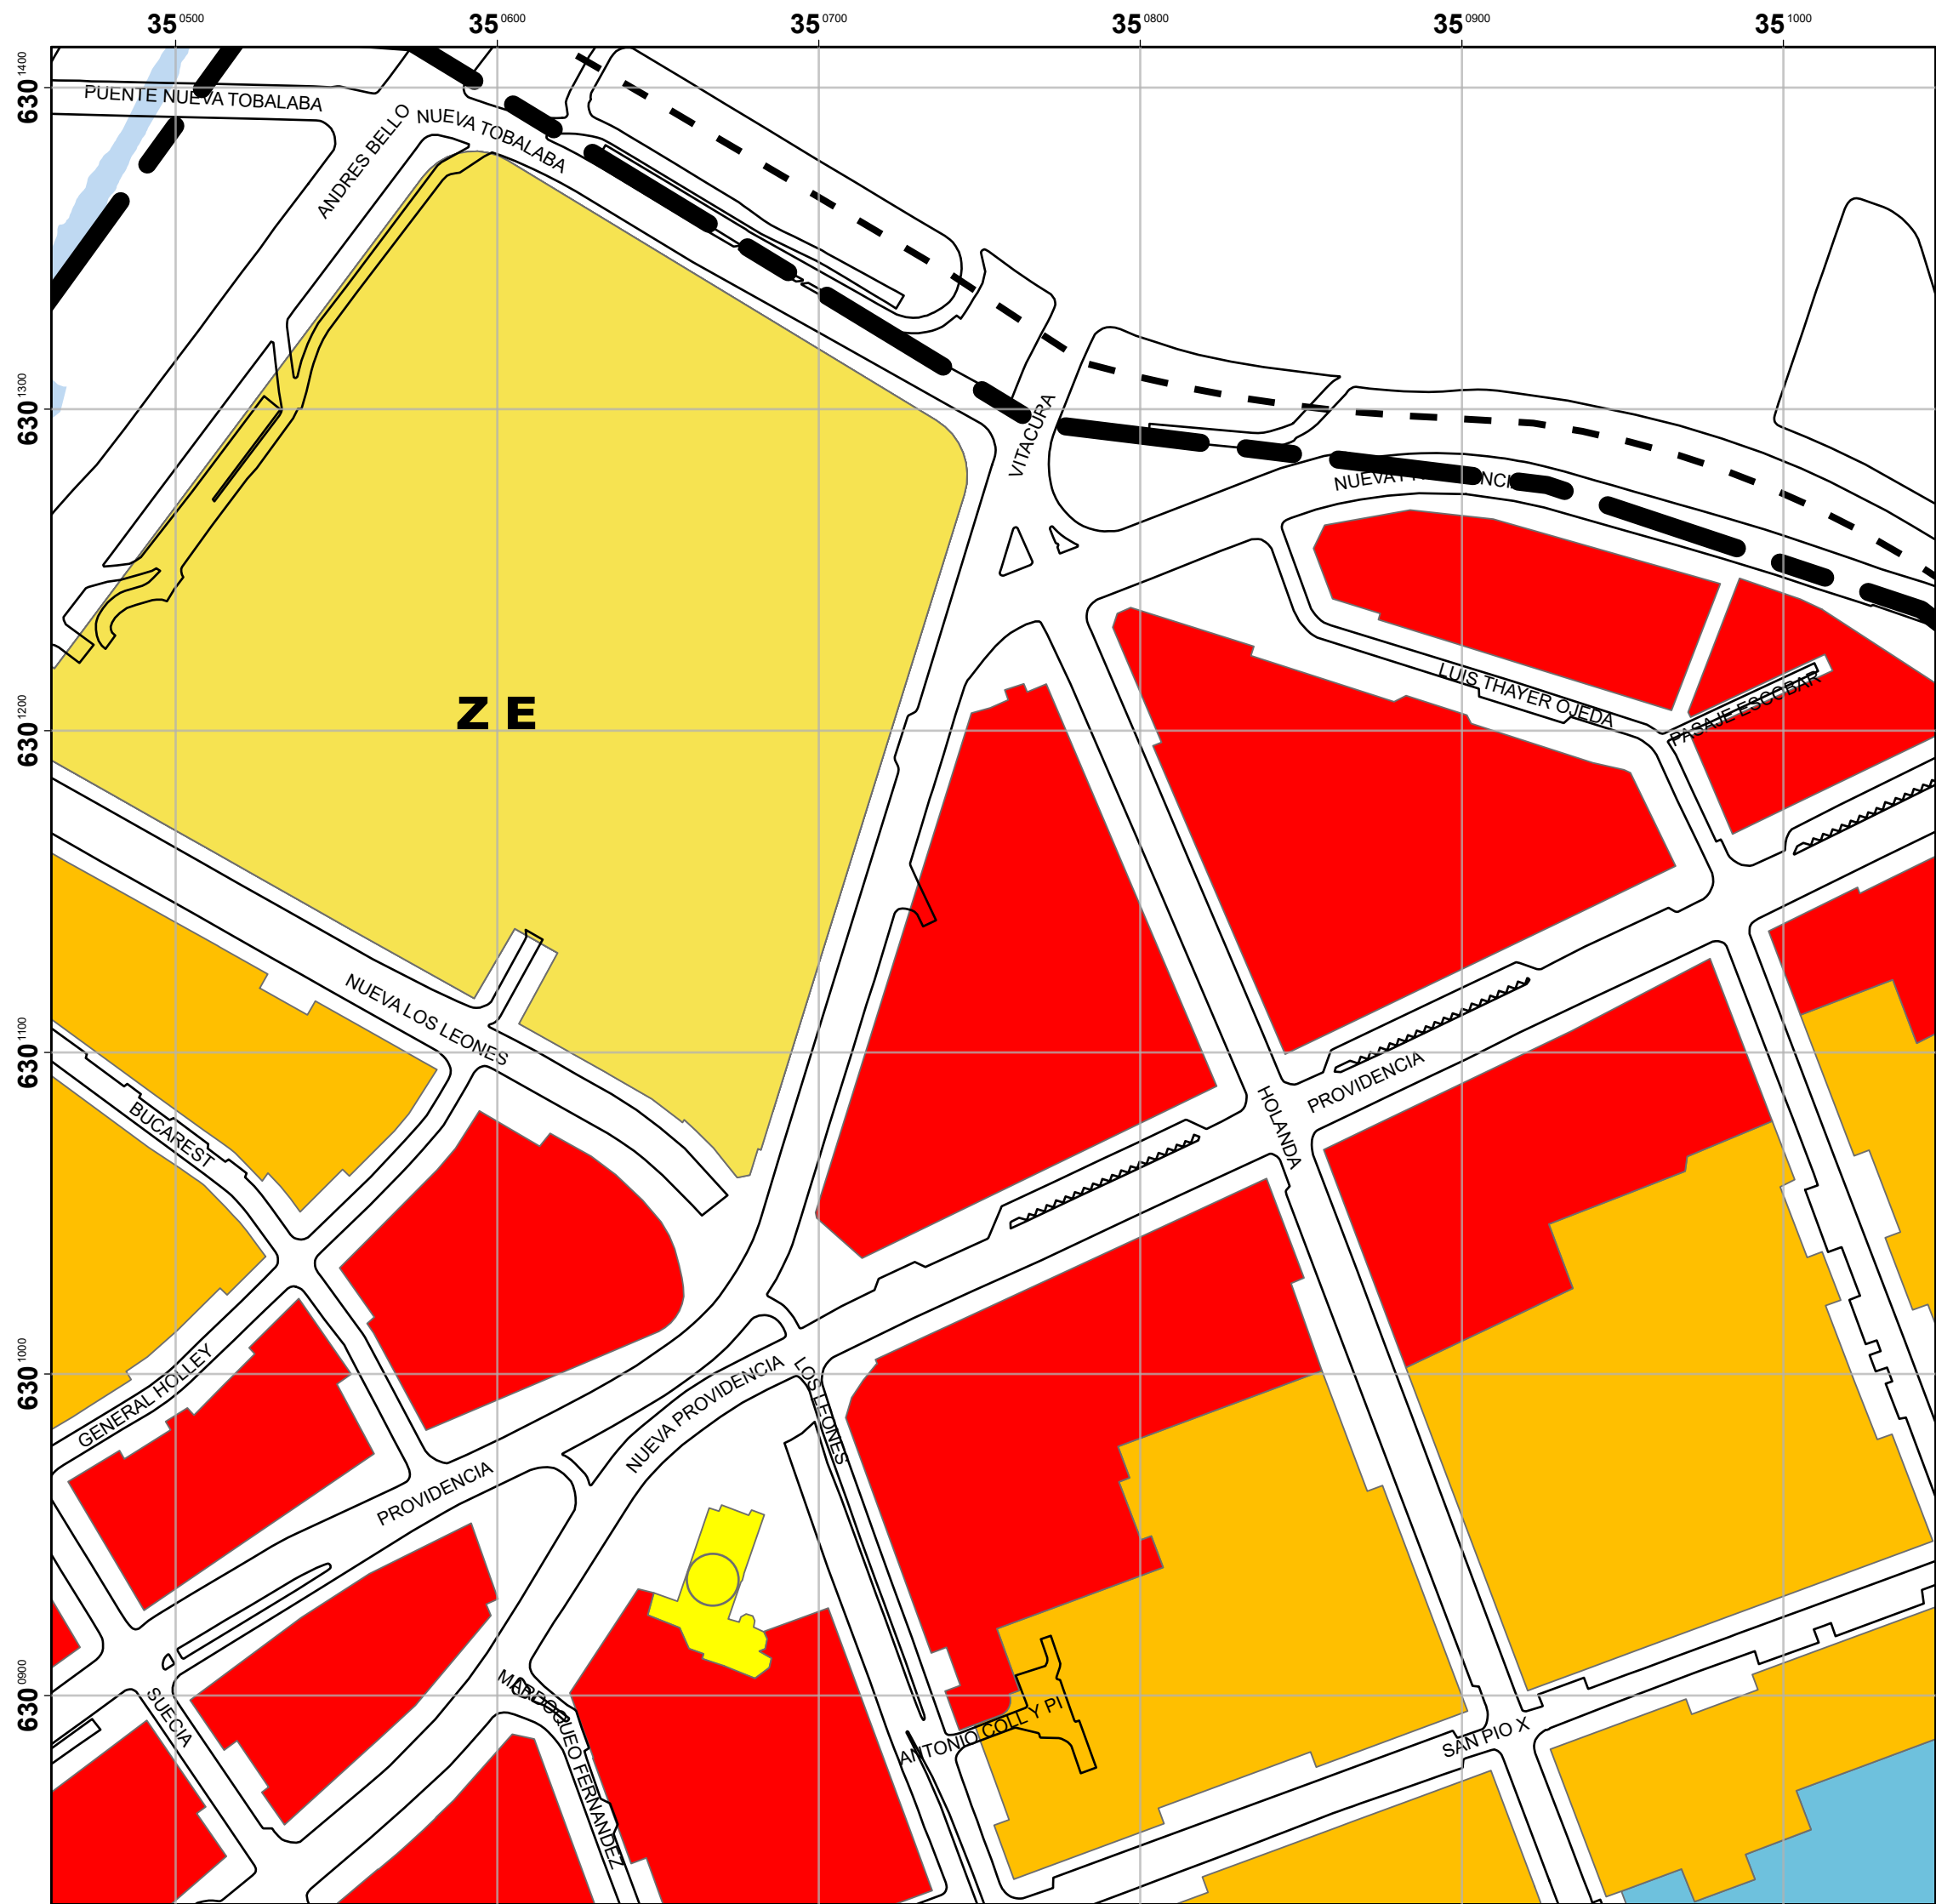 35 0500
35 0600
35 0700
35 0800
35 0900
35 1000
630 1400
630 1300
630 1200
630 1100
630 1000
630 0900
PUENTE NUEVA TOBALABA
ANDRES BELLO
NUEVA TOBALABA
VITACURA
LUIS THAYER OJEDA
PASAJE ESCOBAR
Z E
NUEVA LOS LEONES
BUCAREST
HOLANDA
PROVIDENCIA
GENERAL HOLLEY
NUEVA PROVIDENCIA
LOS LEONES
PROVIDENCIA
SUECIA
MARDOQUEO FERNANDEZ
ANTONIO COLL Y PI
SAN PIO X